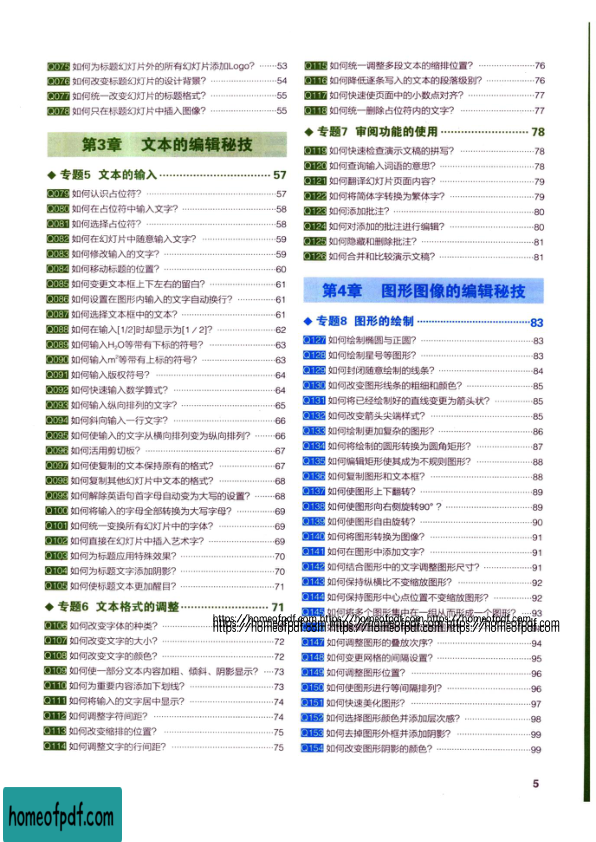 Q075 如何为标题幻灯片外的所有幻灯片添加Logo? ……53
Q076 如何改变标题幻灯片的设计背景? ……54
Q077 如何统一改变幻灯片的标题格式? ……55
Q078 如何只在标题幻灯片中插入图像? ……55
第3章 文本的编辑秘技
◆ 专题5 文本的输入……57
Q079 如何认识占位符? ……57
Q080 如何在占位符中输入文字? ……58
Q081 如何选择占位符? ……58
Q082 如何在幻灯片中随意输入文字? ……59
Q083 如何修改输入的文字? ……59
Q084 如何移动标题的位置? ……60
Q085 如何变更文本框上下左右的留白? ……61
Q086 如何设置在图形内输入的文字自动换行? ……61
Q087 如何选择文本框中的文本? ……61
Q088 如何在输入[1/2]时却显示为[1 / 2]? ……62
Q089 如何输入H₂O等带有下标的符号? ……63
Q090 如何输入m²等带有上标的符号? ……63
Q091 如何输入版权符号? ……64
Q092 如何快速输入数学算式? ……64
Q093 如何输入纵向排列的文字? ……65
Q094 如何斜向输入一行文字? ……66
Q095 如何使输入的文字从横向排列变为纵向排列? ……66
Q096 如何活用剪切板? ……67
Q097 如何使复制的文本保持原有的格式? ……67
Q098 如何复制其他幻灯片中文本的格式? ……68
Q099 如何解除英语句首字母自动变为大写的设置? ……68
Q100 如何将输入的字母全部转换为大写字母? ……69
Q101 如何统一变换所有幻灯片中的字体? ……69
Q102 如何直接在幻灯片中插入艺术字? ……69
Q103 如何为标题应用特殊效果? ……70
Q104 如何为标题文字添加阴影? ……70
Q105 如何使标题文本更加醒目? ……71
◆ 专题6 文本格式的调整……71
Q106 如何改变字体的种类?
Q107 如何改变文字的大小? ……72
Q108 如何改变文字的颜色? ……72
Q109 如何使一部分文本内容加粗、倾斜、阴影显示? ……73
Q110 如何为重要内容添加下划线? ……73
Q111 如何将输入的文字居中显示? ……74
Q112 如何调整字符间距? ……74
Q113 如何改变缩排的位置? ……75
Q114 如何调整文字的行间距? ……75
Q115 如何统一调整多段文本的缩排位置? ……76
Q116 如何降低逐条写入的文本的段落级别? ……76
Q117 如何快速使页面中的小数点对齐? ……77
Q118 如何统一删除占位符内的文字? ……77
◆ 专题7 审阅功能的使用……78
Q119 如何快速检查演示文稿的拼写? ……78
Q120 如何查询输入词语的意思? ……78
Q121 如何翻译幻灯片页面内容? ……79
Q122 如何将简体字转换为繁体字? ……79
Q123 如何添加批注? ……80
Q124 如何对添加的批注进行编辑? ……80
Q125 如何隐藏和删除批注? ……81
Q126 如何合并和比较演示文稿? ……81
第4章 图形图像的编辑秘技
◆ 专题8 图形的绘制……83
Q127 如何绘制椭圆与正圆? ……83
Q128 如何绘制星号等图形? ……83
Q129 如何封闭随意绘制的线条? ……84
Q130 如何改变图形线条的粗细和颜色? ……85
Q131 如何将已经绘制好的直线变更为箭头状? ……85
Q132 如何改变箭头尖端样式? ……85
Q133 如何绘制更加复杂的图形? ……86
Q134 如何将绘制的圆形转换为圆角矩形? ……87
Q135 如何编辑矩形使其成为不规则图形? ……88
Q136 如何复制图形和文本框? ……88
Q137 如何使图形上下翻转? ……89
Q138 如何使图形向右侧旋转90°? ……89
Q139 如何使图形自由旋转? ……90
Q140 如何将图形转换为图像? ……91
Q141 如何在图形中添加文字? ……91
Q142 如何结合图形中的文字调整图形尺寸? ……91
Q143 如何保持纵横比不变缩放图形? ……92
Q144 如何保持图形中心点位置不变缩放图形? ……92
Q145 如何将多个图形集中在一组从而形成一个图形? ……93
https://homeofpdf.com https://homeofpdf.com https://homeofpdf.com
https://homeofpdf.com https://homeofpdf.com https://homeofpdf.com
Q147 如何调整图形的叠放次序? ……94
Q148 如何变更网格的间隔设置? ……95
Q149 如何调整图形位置? ……96
Q150 如何使图形进行等间隔排列? ……96
Q151 如何快速美化图形? ……97
Q152 如何选择图形颜色并添加层次感? ……98
Q153 如何去掉图形外框并添加阴影? ……99
Q154 如何改变图形阴影的颜色? ……99
5
homeofpdf.com